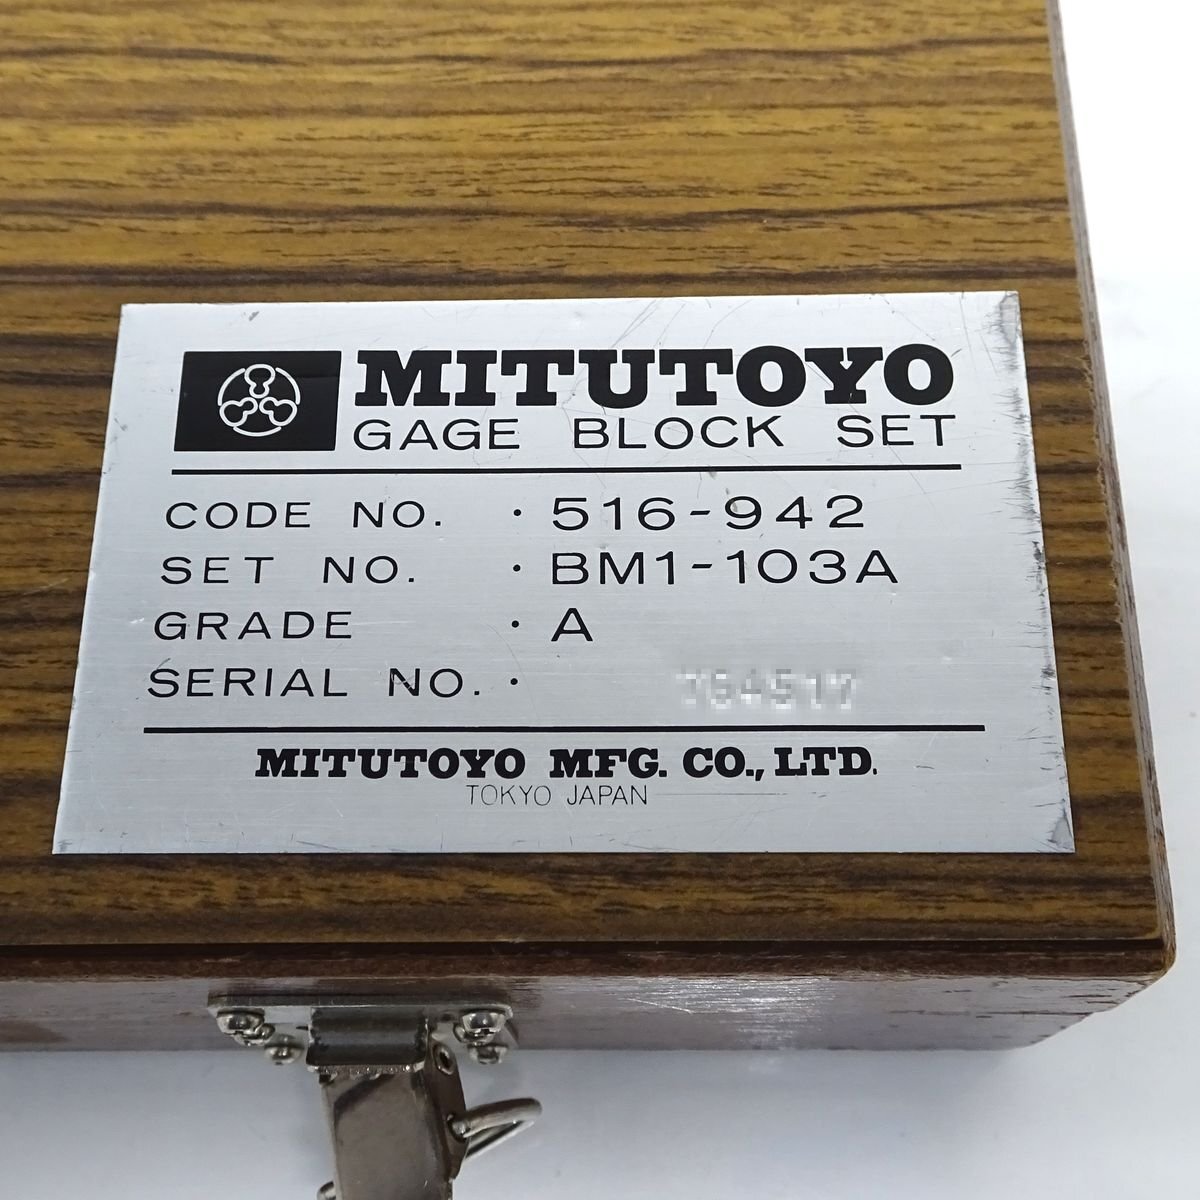 MITUTOYO
GAGE BLOCK SET
CODE NO. · 516-942
SET NO. · BM1-103A
GRADE · A
SERIAL NO. ·
MITUTOYO MFG. CO., LTD.
TOKYO JAPAN